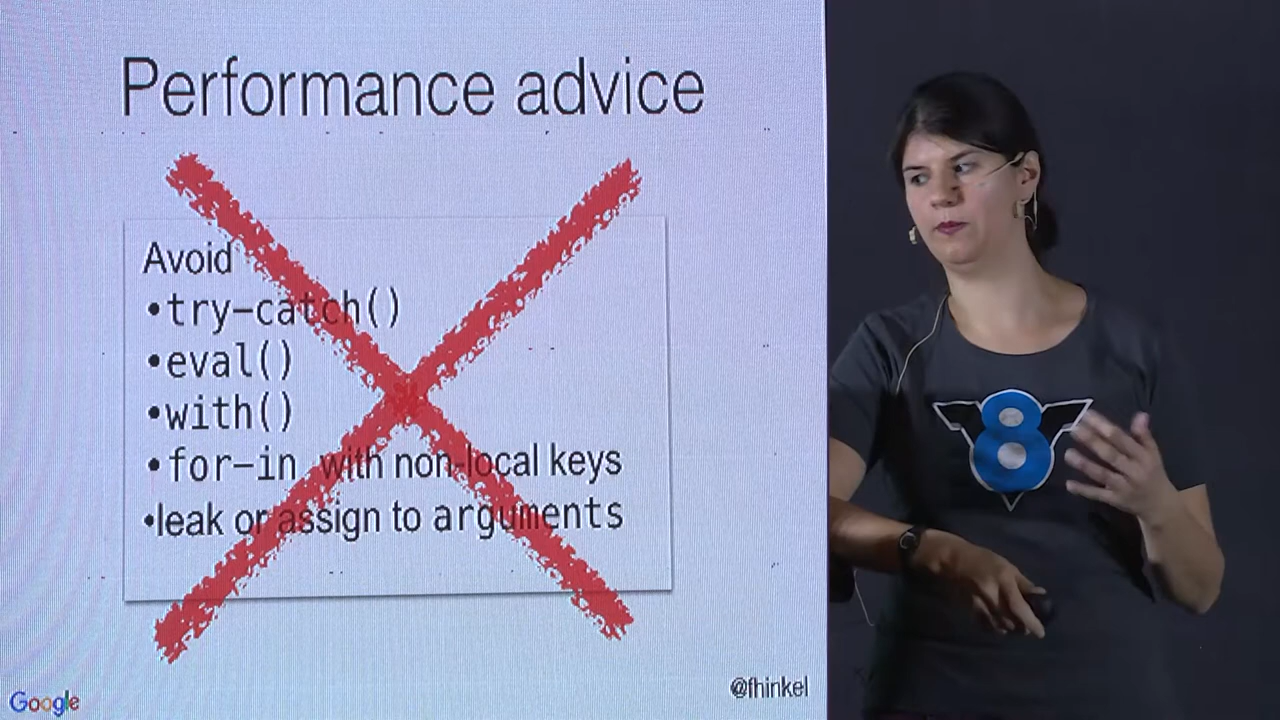 Performance advice
Avoid
•try-catch()
•eval()
•with()
•for-in with non-local keys
•leak or assign to arguments
Google
@fhinkel
8